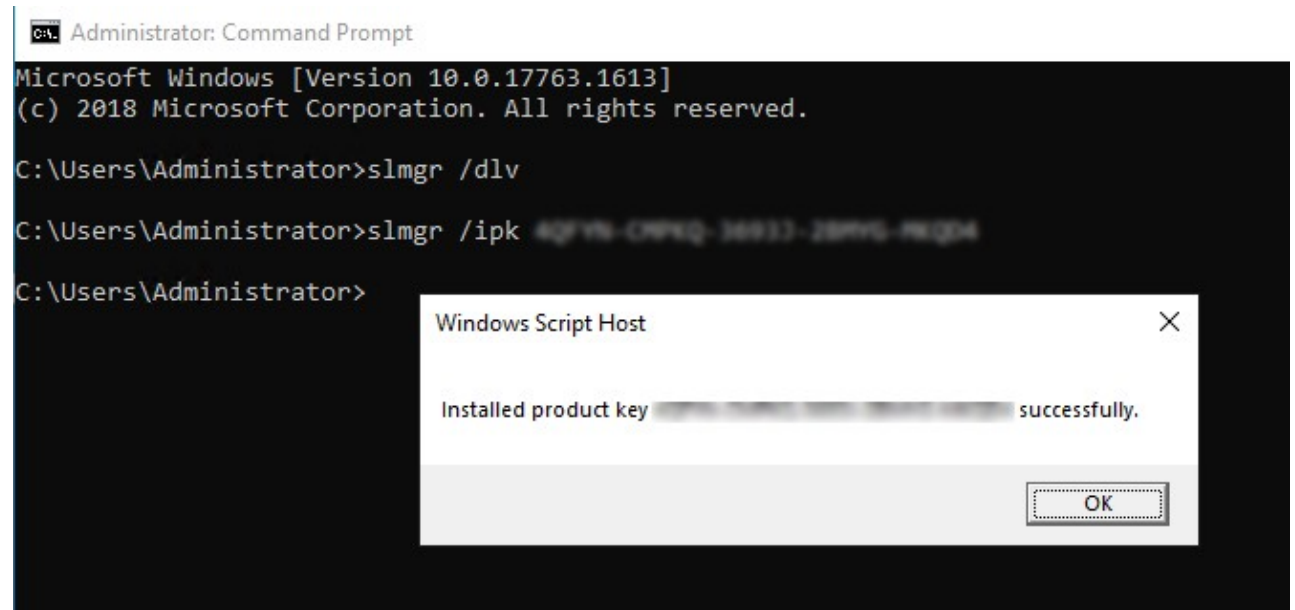 Administrator: Command Prompt
Microsoft Windows [Version 10.0.17763.1613]
(c) 2018 Microsoft Corporation. All rights reserved.
C:\Users\Administrator>slmgr /dlv
C:\Users\Administrator>slmgr /ipk
C:\Users\Administrator>
Windows Script Host
Installed product key successfully.
OK